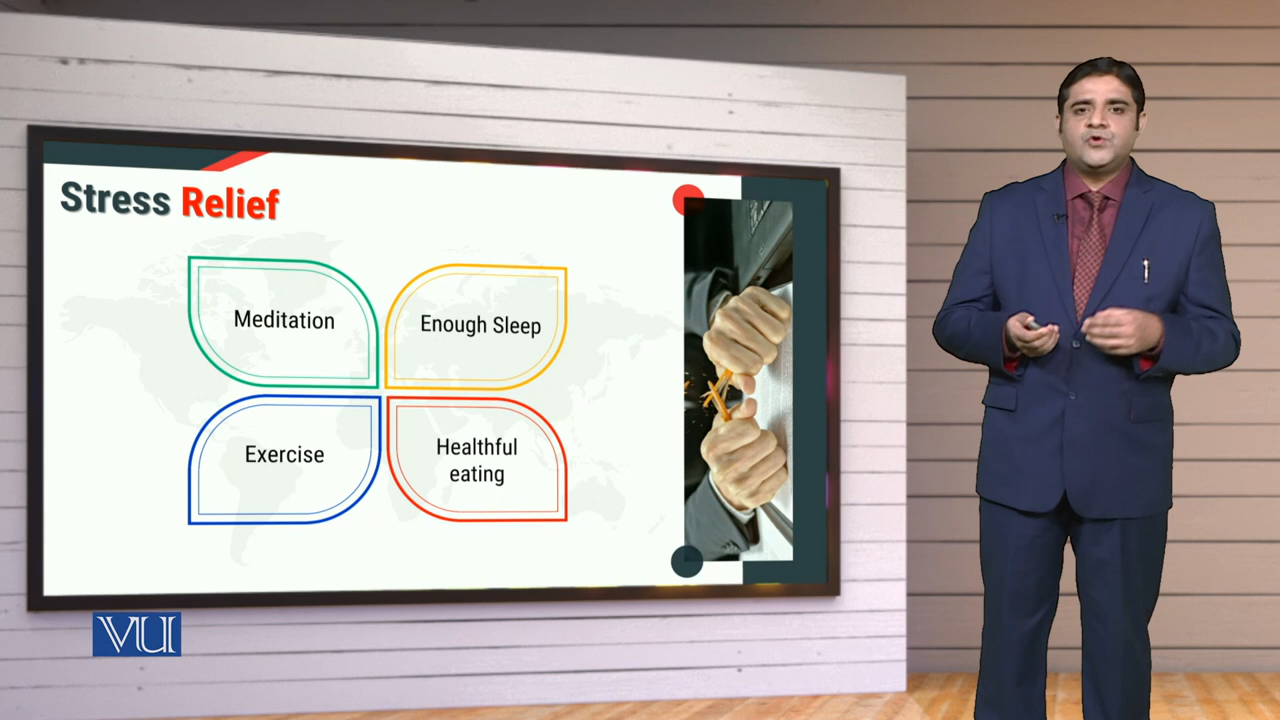 Stress Relief
Meditation
Enough Sleep
Exercise
Healthful
eating
VU